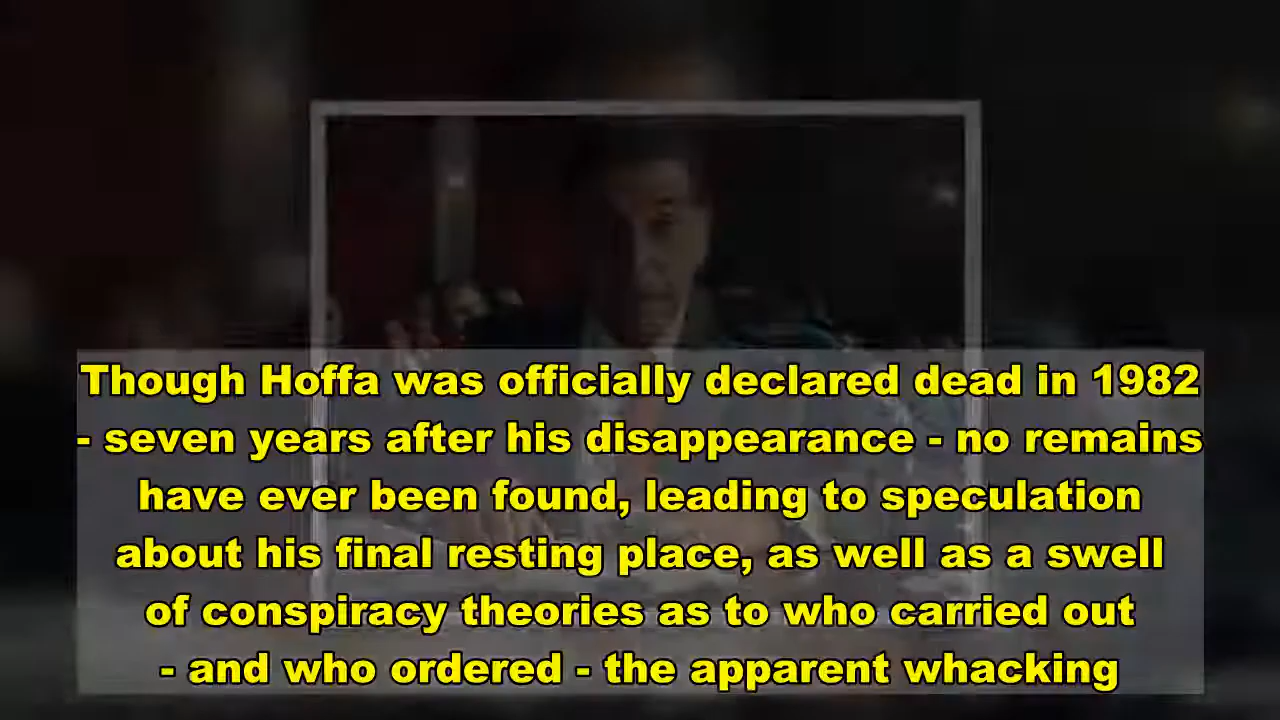 Though Hoffa was officially declared dead in 1982
- seven years after his disappearance - no remains
have ever been found, leading to speculation
about his final resting place, as well as a swell
of conspiracy theories as to who carried out
- and who ordered - the apparent whacking